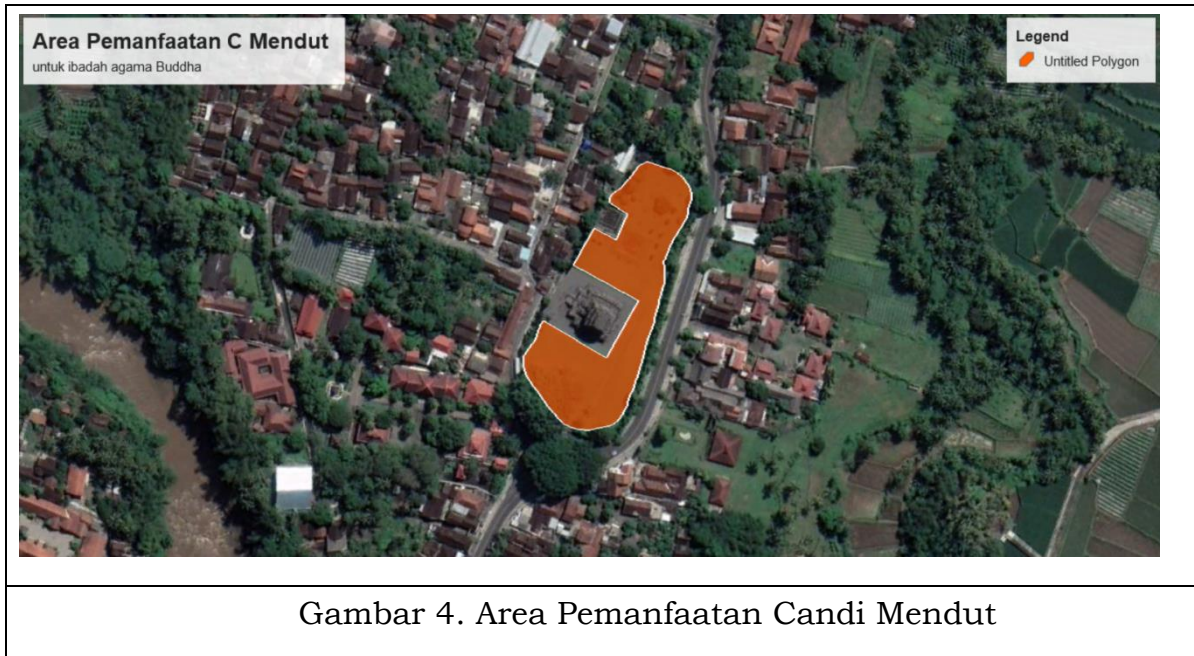 Area Pemanfaatan C Mendut
untuk ibadah agama Buddha
Legend
Untitled Polygon
Gambar 4. Area Pemanfaatan Candi Mendut